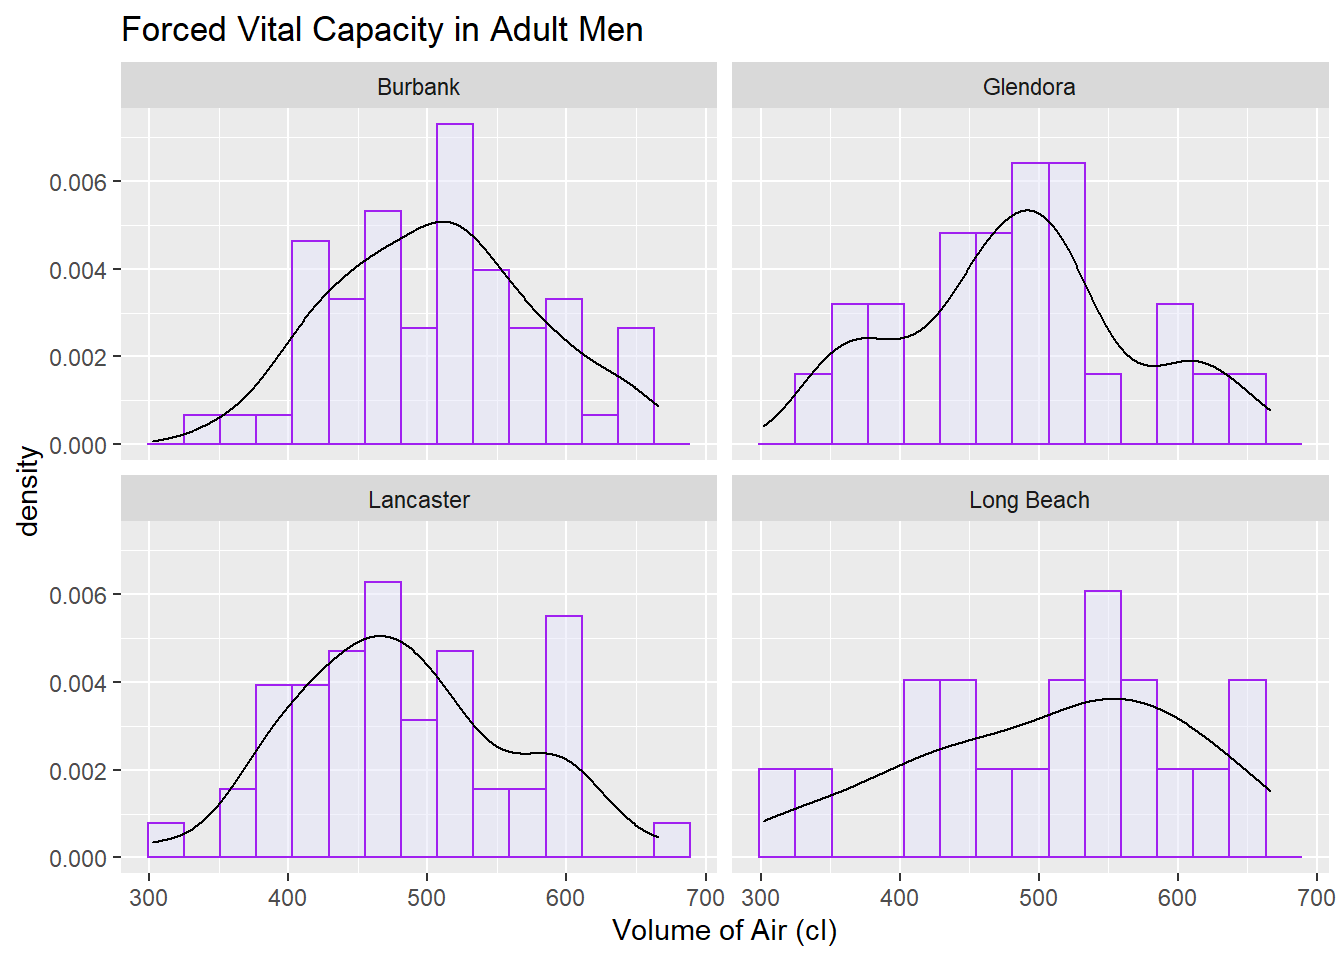 Forced Vital Capacity in Adult Men
Burbank
Glendora
0.006
0.004
0.002
0.000
density
Lancaster
Long Beach
0.006
0.004
0.002
0.000
300 400 500 600 700 300 400 500 600 700
Volume of Air (cl)